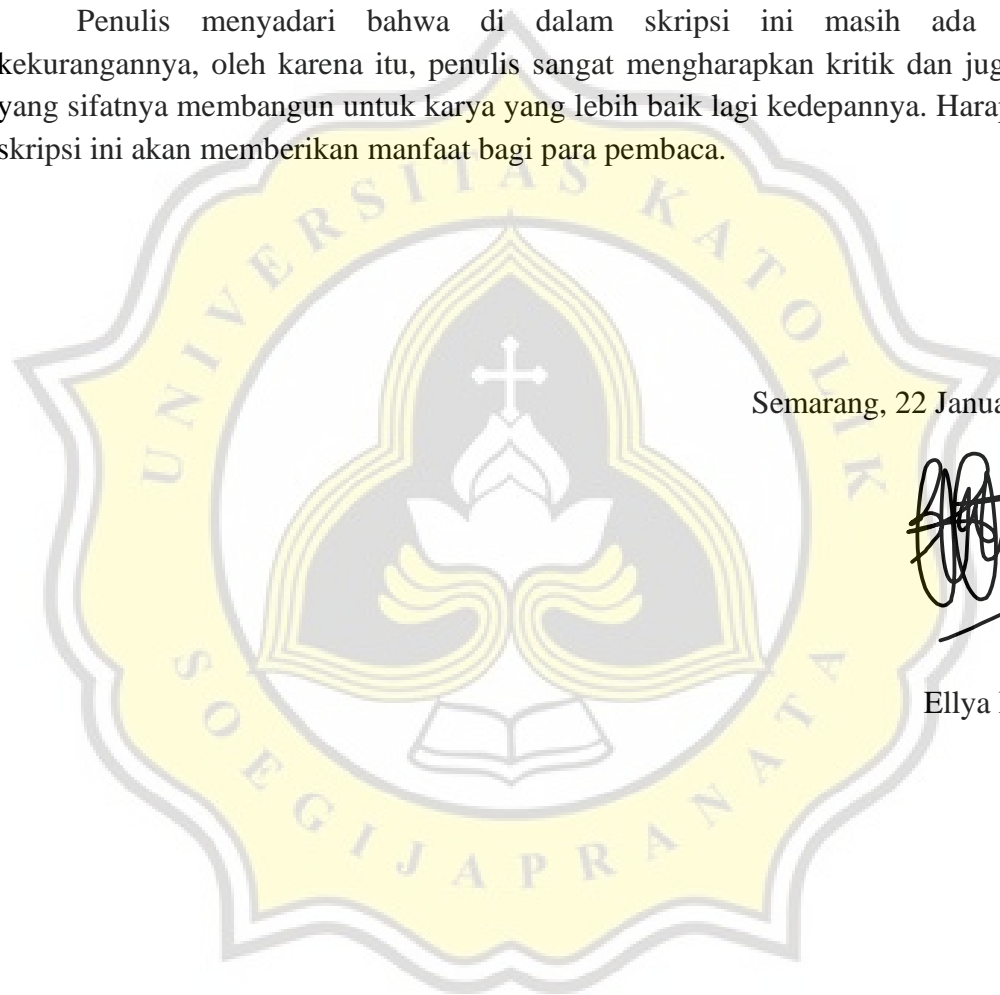 Penulis menyadari bahwa di dalam skripsi ini masih ada
kekurangannya, oleh karena itu, penulis sangat mengharapkan kritik dan jug
yang sifatnya membangun untuk karya yang lebih baik lagi kedepannya. Harap
skripsi ini akan memberikan manfaat bagi para pembaca.
UNIVERSITAS KATOLIK
Semarang, 22 Janua
Ellya
SOEGIJAPRANATA